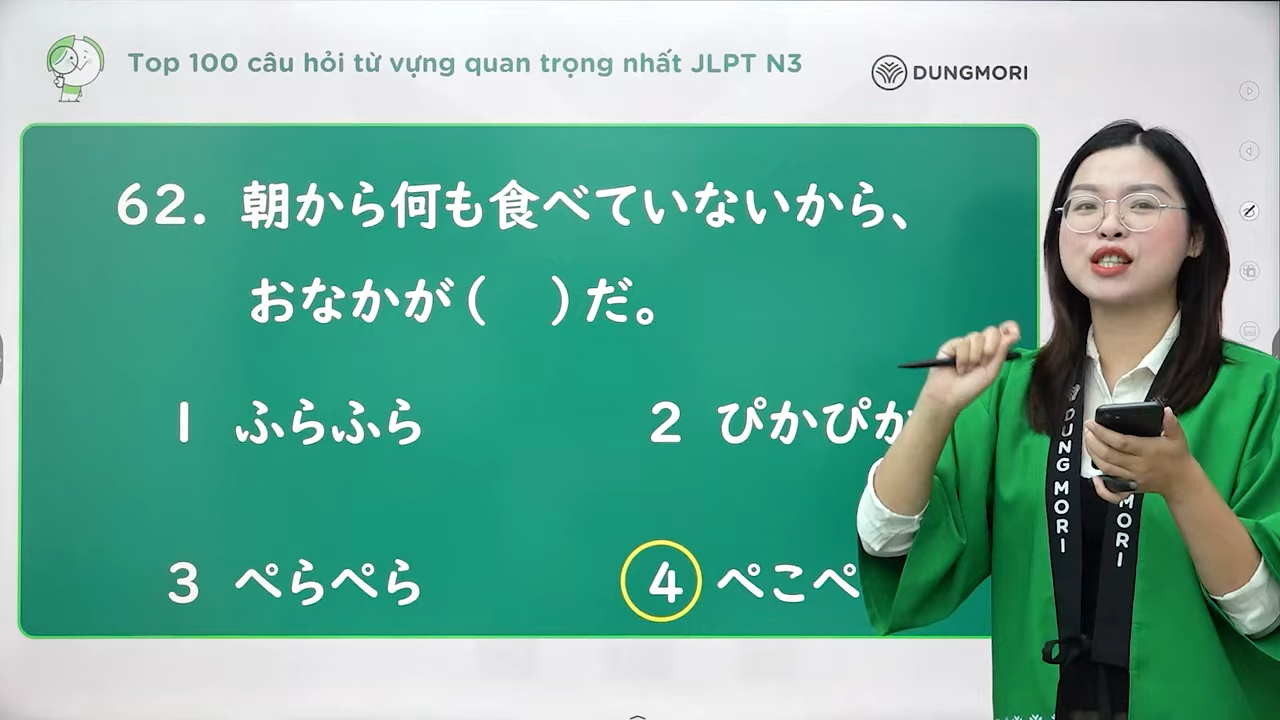 Top 100 câu hỏi từ vựng quan trọng nhất JLPT N3
DUNGMORI
62. 朝から何も食べていないから、
おなかが( )だ。
1 ふらふら
2 ぴかぴか
3 ぺらぺら
4 ぺこぺ
DUNG MORI
MORI